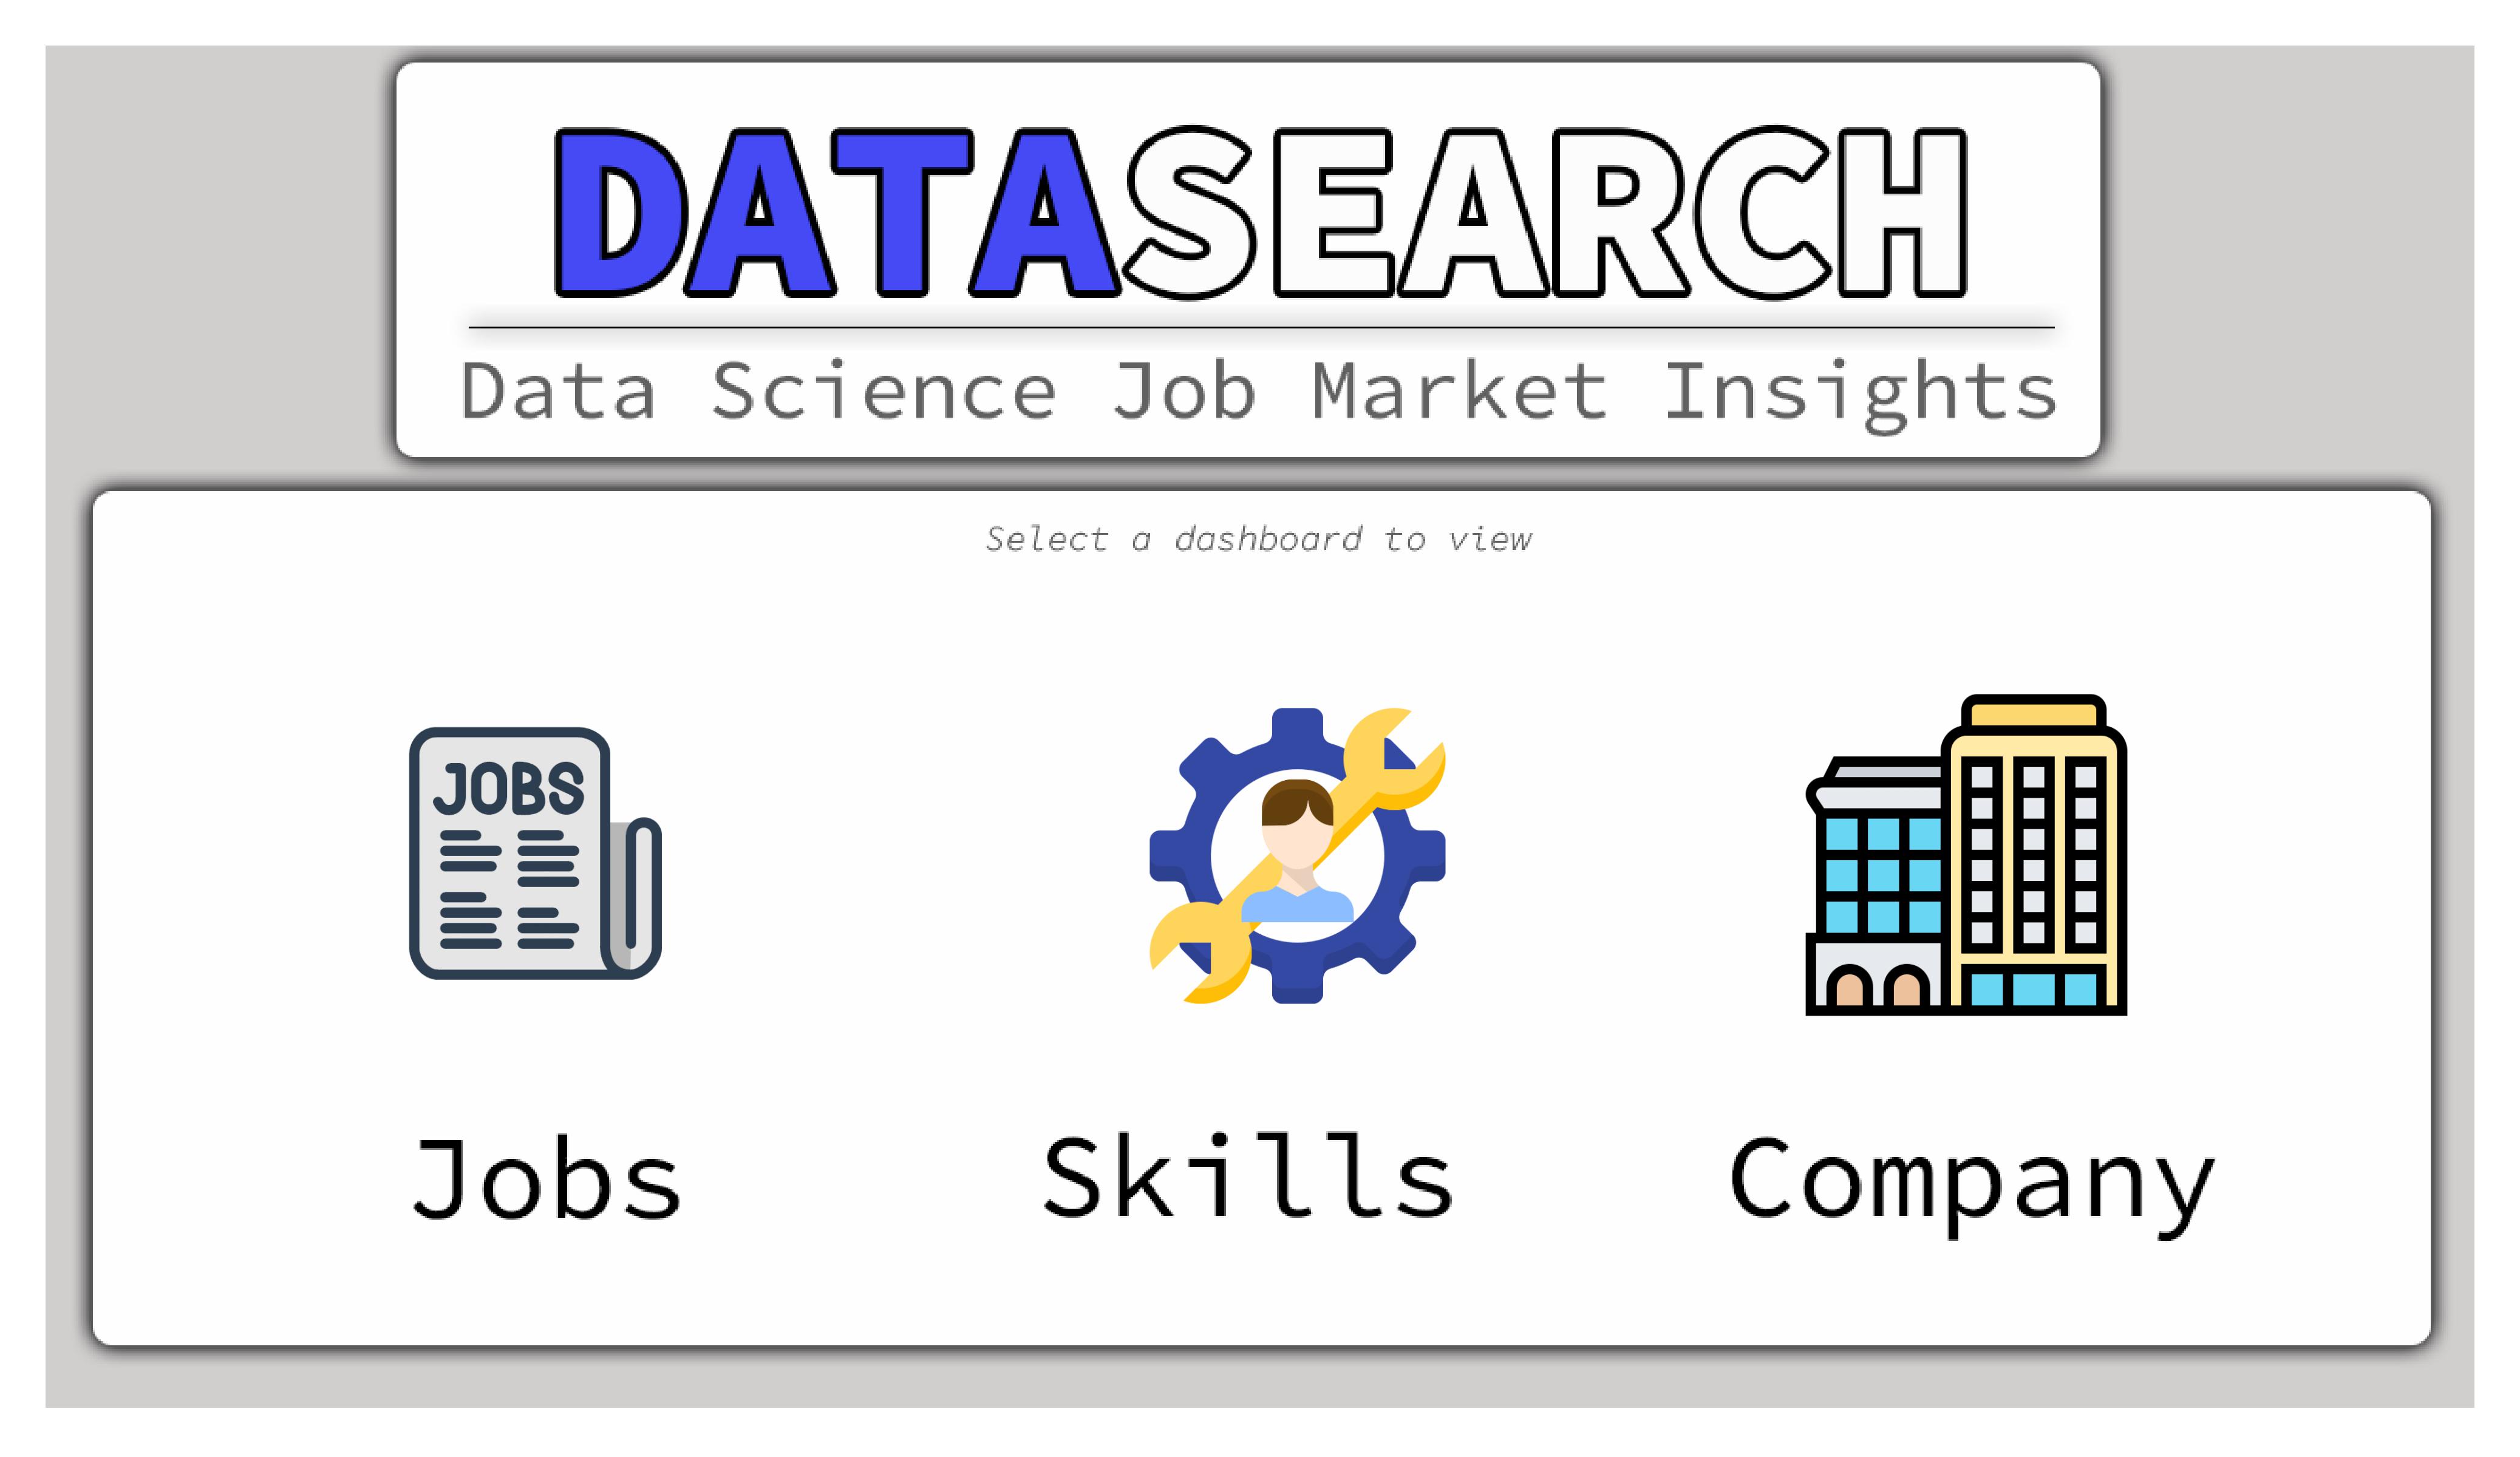 DATASEARCH
Data Science Job Market Insights
Select a dashboard to view
JOBS
Jobs
Skills
Company